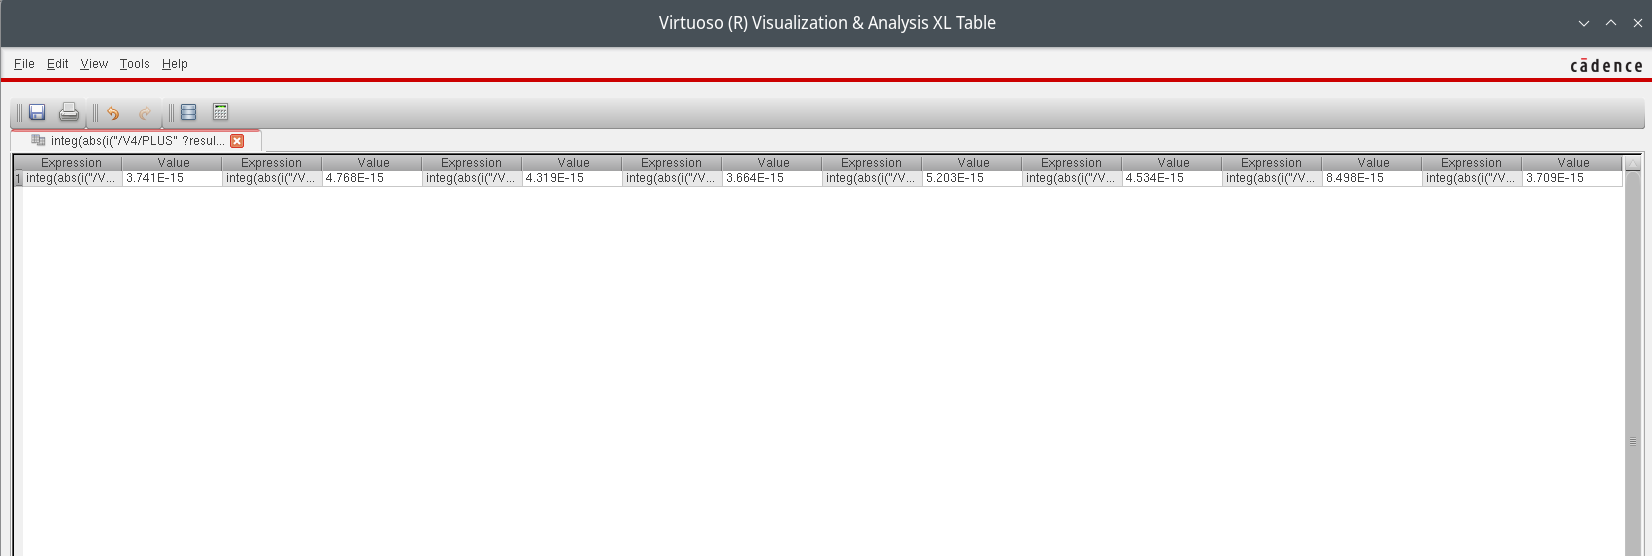 Virtuoso (R) Visualization & Analysis XL Table
File Edit View Tools Help
cādence
integ(abs(i("/V4/PLUS" ?resul...
Expression Value Expression Value Expression Value Expression Value Expression Value Expression Value Expression Value Expression Value
1 integ(abs(i("/V... 3.741E-15 integ(abs(i("/V... 4.768E-15 integ(abs(i("/V... 4.319E-15 integ(abs(i("/V... 3.664E-15 integ(abs(i("/V... 5.203E-15 integ(abs(i("/V... 4.534E-15 integ(abs(i("/V... 8.498E-15 integ(abs(i("/V... 3.709E-15